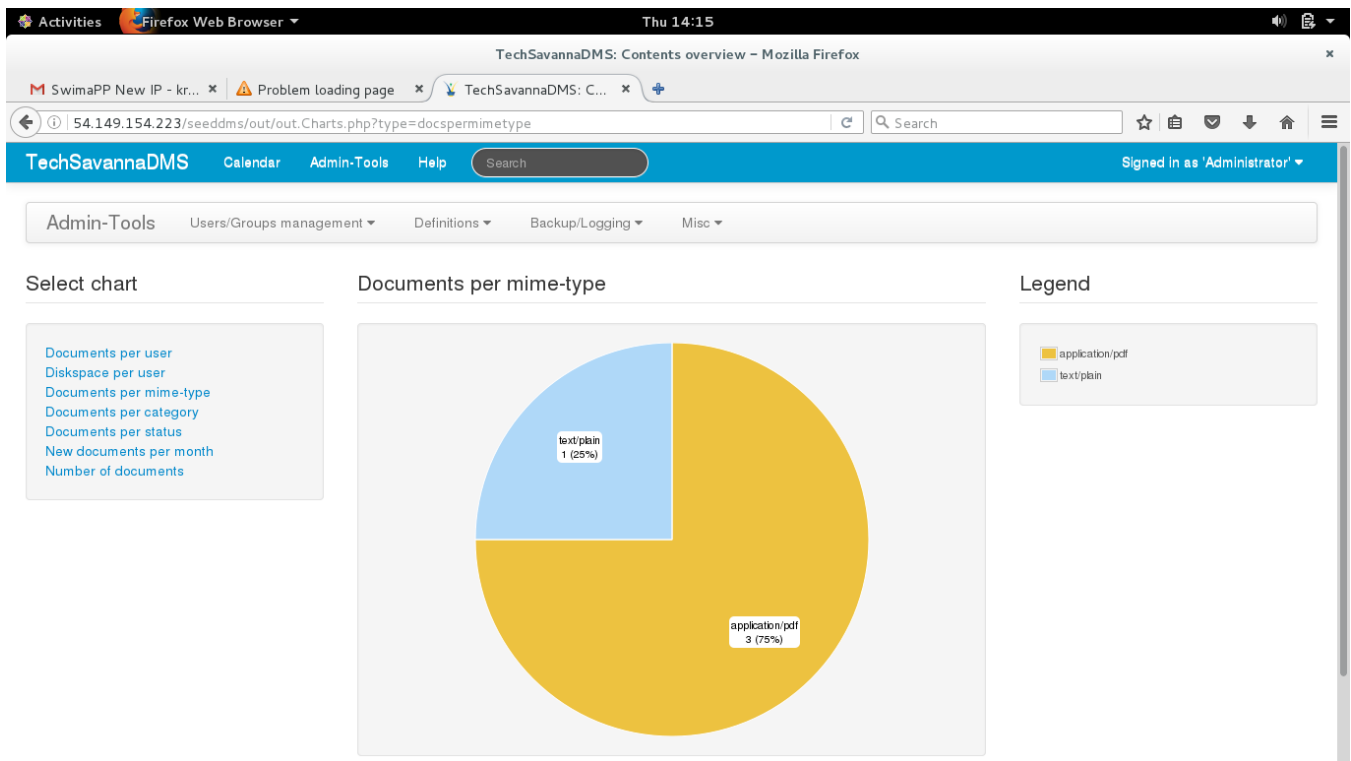 Activities Firefox Web Browser Thu 14:15
TechSavannaDMS: Contents overview – Mozilla Firefox
SwimaPP New IP - kr... Problem loading page TechSavannaDMS: C...
54.149.154.223/seeddms/out/out.Charts.php?type=docspermimetype Search
TechSavannaDMS Calendar Admin-Tools Help Search Signed in as 'Administrator'
Admin-Tools Users/Groups management Definitions Backup/Logging Misc
Select chart
Documents per user
Diskspace per user
Documents per mime-type
Documents per category
Documents per status
New documents per month
Number of documents
Documents per mime-type
text/plain
1 (25%)
application/pdf
3 (75%)
Legend
application/pdf
text/plain